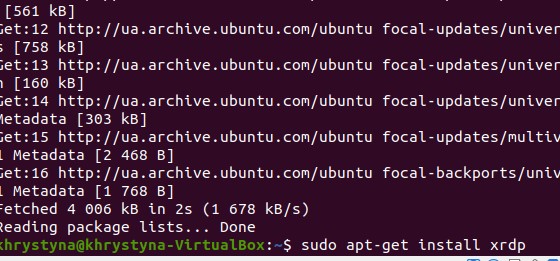 [561 kB]
Get:12 http://ua.archive.ubuntu.com/ubuntu focal-updates/univer
s [758 kB]
Get:13 http://ua.archive.ubuntu.com/ubuntu focal-updates/univer
n [160 kB]
Get:14 http://ua.archive.ubuntu.com/ubuntu focal-updates/univer
Metadata [303 kB]
Get:15 http://ua.archive.ubuntu.com/ubuntu focal-updates/multiv
1 Metadata [2 468 B]
Get:16 http://ua.archive.ubuntu.com/ubuntu focal-backports/univ
1 Metadata [1 768 B]
Fetched 4 006 kB in 2s (1 678 kB/s)
Reading package lists... Done
khrystyna@khrystyna-VirtualBox:~$ sudo apt-get install xrdp